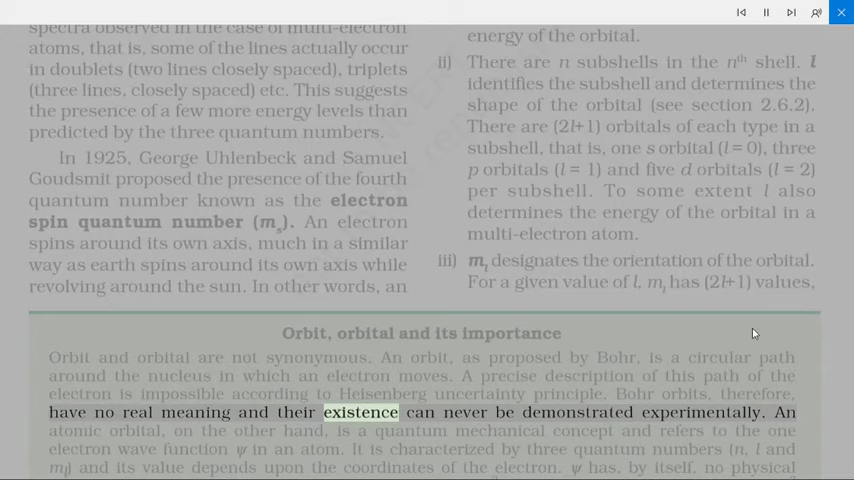 spectra observed in the case of multi-electron
atoms, that is, some of the lines actually occur
in doublets (two lines closely spaced), triplets
(three lines, closely spaced) etc. This suggests
the presence of a few more energy levels than
predicted by the three quantum numbers.
In 1925, George Uhlenbeck and Samuel
Goudsmit proposed the presence of the fourth
quantum number known as the electron
spin quantum number (mₛ). An electron
spins around its own axis, much in a similar
way as earth spins around its own axis while
revolving around the sun. In other words, an
energy of the orbital.
ii) There are n subshells in the nᵗʰ shell. l
identifies the subshell and determines the
shape of the orbital (see section 2.6.2).
There are (2l+1) orbitals of each type in a
subshell, that is, one s orbital (l = 0), three
p orbitals (l = 1) and five d orbitals (l = 2)
per subshell. To some extent l also
determines the energy of the orbital in a
multi-electron atom.
iii) mₗ designates the orientation of the orbital.
For a given value of l, mₗ has (2l+1) values,
Orbit, orbital and its importance
Orbit and orbital are not synonymous. An orbit, as proposed by Bohr, is a circular path
around the nucleus in which an electron moves. A precise description of this path of the
electron is impossible according to Heisenberg uncertainty principle. Bohr orbits, therefore,
have no real meaning and their existence can never be demonstrated experimentally. An
atomic orbital, on the other hand, is a quantum mechanical concept and refers to the one
electron wave function ψ in an atom. It is characterized by three quantum numbers (n, l and
mₗ) and its value depends upon the coordinates of the electron. ψ has, by itself, no physical